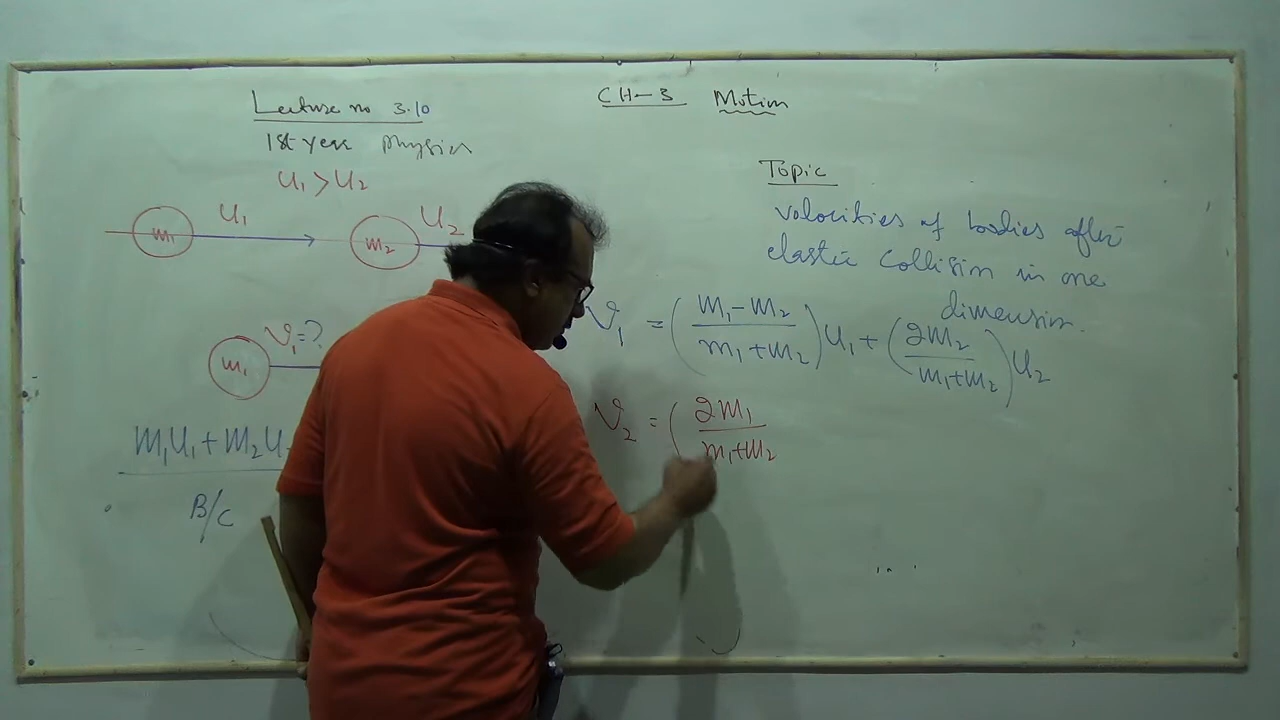 Lecture no 3.10
CH-3 Motion
1st year Physics
U₁ > U₂
Topic
velocities of bodies after
elastic collision in one
dimension.
m₁ U₁ m₂ U₂
V₁ = (m₁ - m₂ / m₁ + m₂) U₁ + (2m₂ / m₁+m₂) U₂
m₁ V₁ = ?
V₂ = (2m₁ / m₁+m₂
m₁U₁ + m₂U
B/C